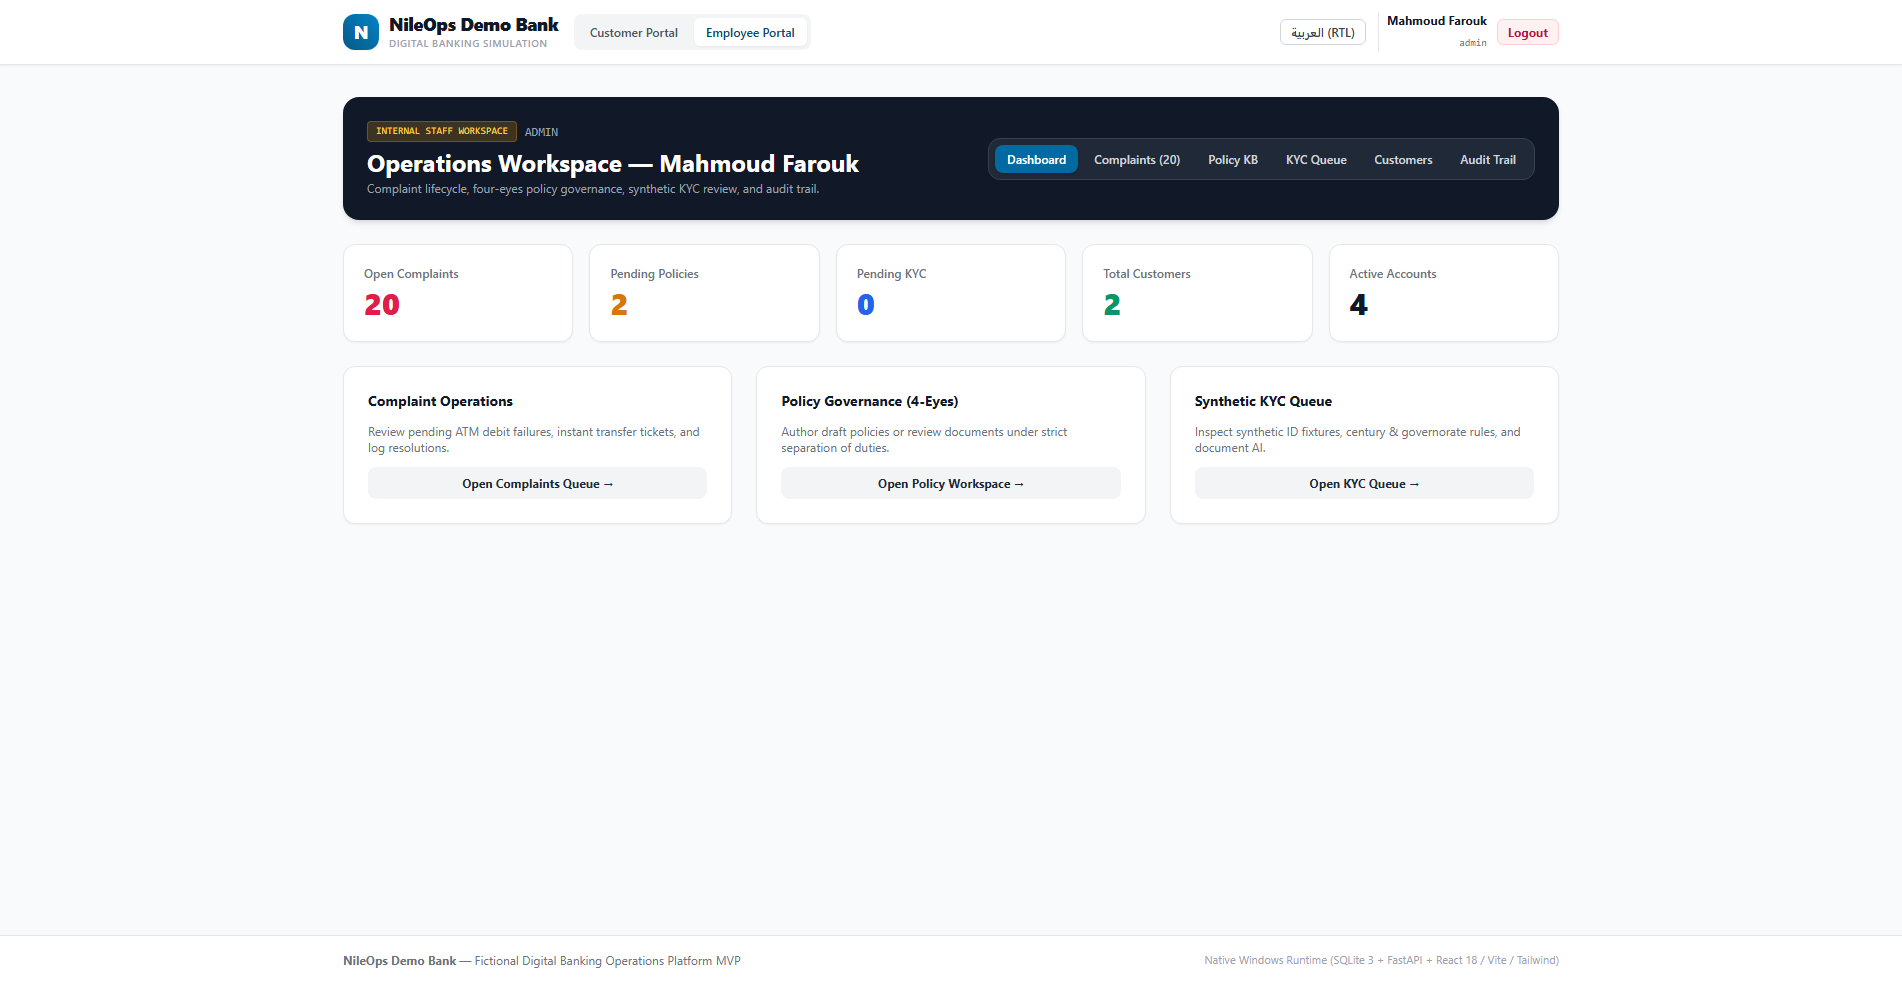 N
NileOps Demo Bank
DIGITAL BANKING SIMULATION
Customer Portal
Employee Portal
العربية (RTL)
Mahmoud Farouk
admin
Logout
INTERNAL STAFF WORKSPACE
ADMIN
Operations Workspace — Mahmoud Farouk
Complaint lifecycle, four-eyes policy governance, synthetic KYC review, and audit trail.
Dashboard
Complaints (20)
Policy KB
KYC Queue
Customers
Audit Trail
Open Complaints
20
Pending Policies
2
Pending KYC
0
Total Customers
2
Active Accounts
4
Complaint Operations
Review pending ATM debit failures, instant transfer tickets, and
log resolutions.
Open Complaints Queue →
Policy Governance (4-Eyes)
Author draft policies or review documents under strict
separation of duties.
Open Policy Workspace →
Synthetic KYC Queue
Inspect synthetic ID fixtures, century & governorate rules, and
document AI.
Open KYC Queue →
NileOps Demo Bank — Fictional Digital Banking Operations Platform MVP
Native Windows Runtime (SQLite 3 + FastAPI + React 18 / Vite / Tailwind)